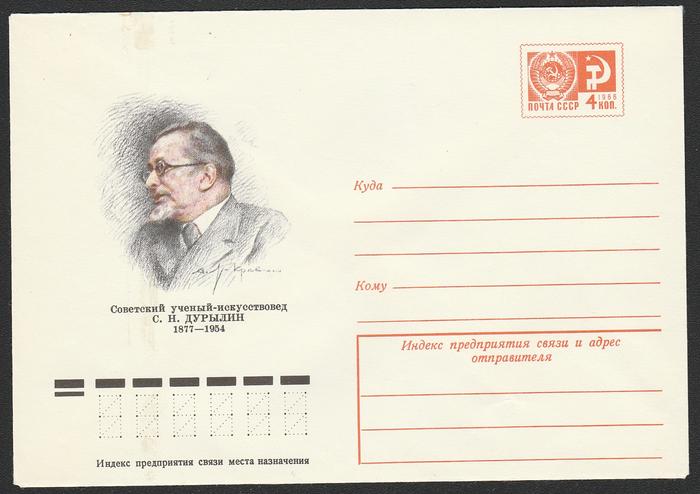 1966
ПОЧТА СССР 4 КОП.
Куда
Кому
Советский ученый-искусствовед
С. Н. ДУРЫЛИН
1877—1954
Индекс предприятия связи и адрес
отправителя
Индекс предприятия связи места назначения